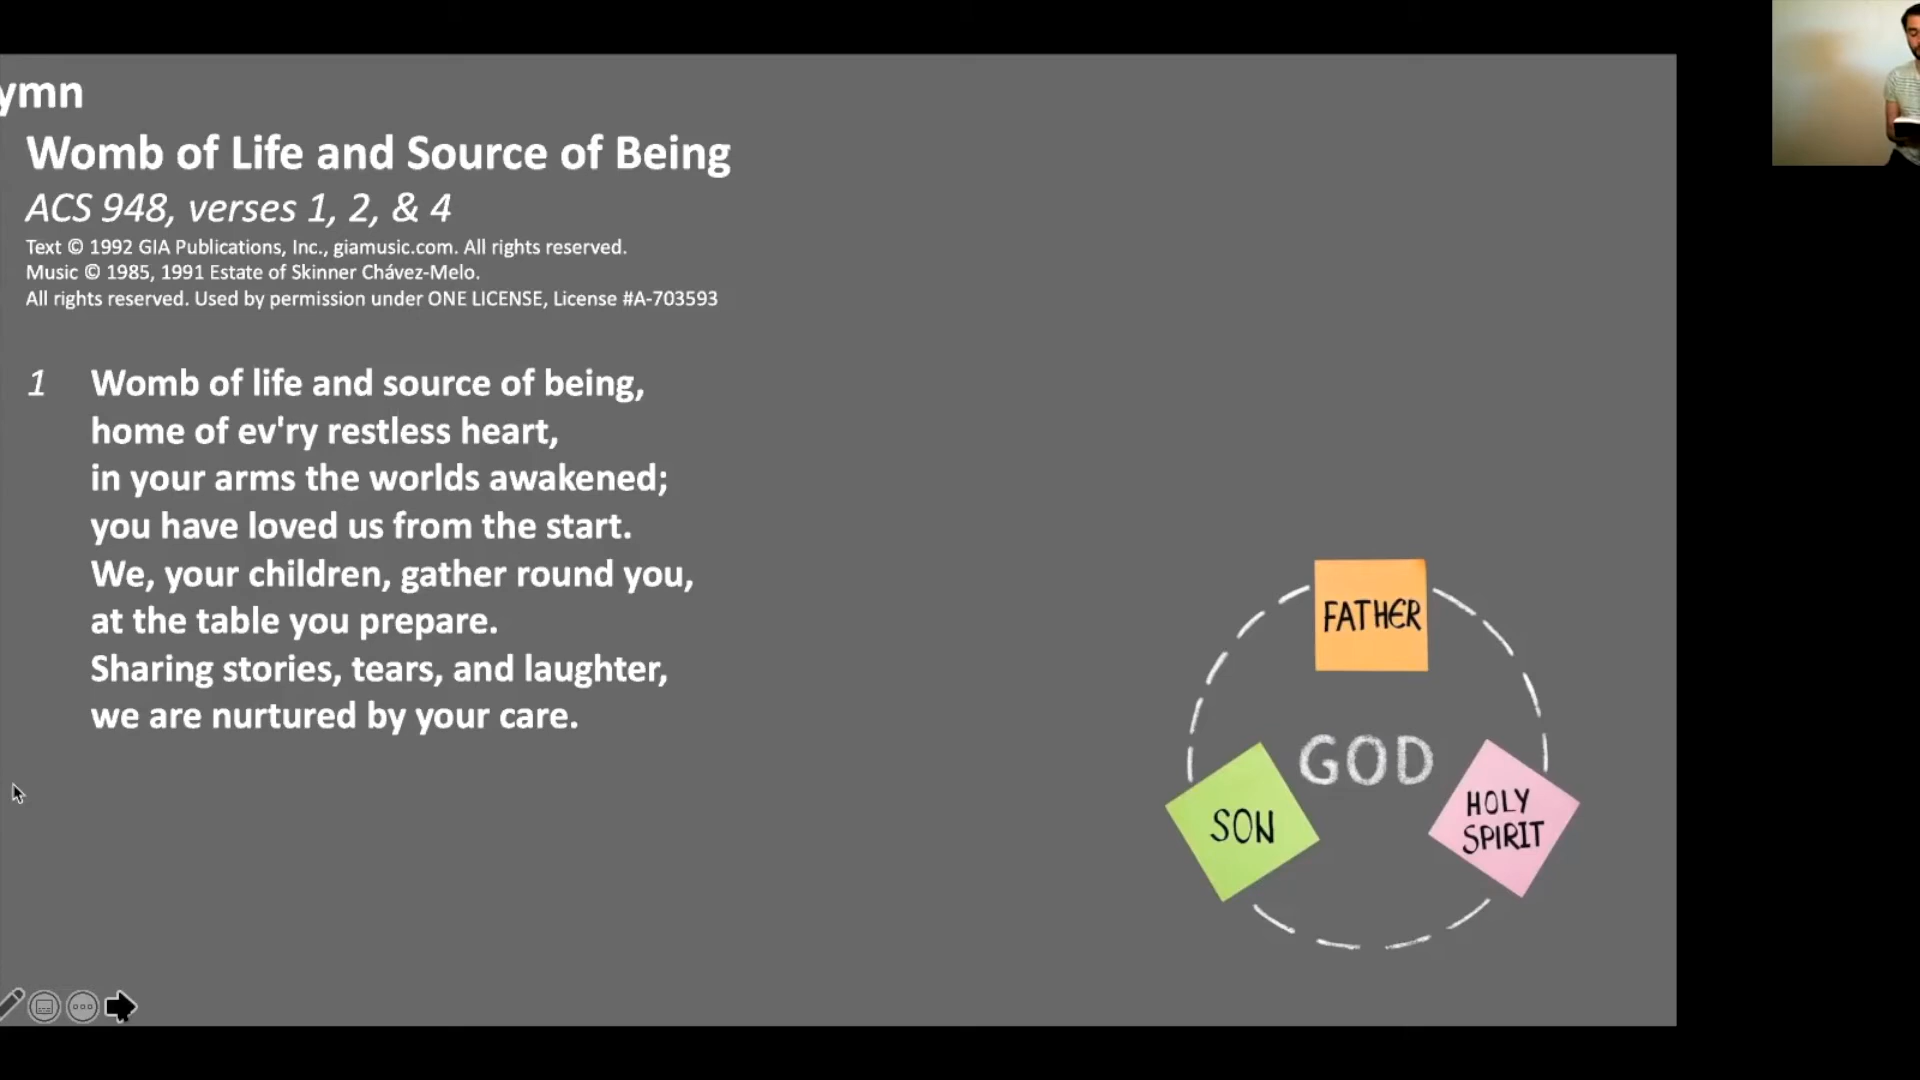 ymn
Womb of Life and Source of Being
ACS 948, verses 1, 2, & 4
Text © 1992 GIA Publications, Inc., giamusic.com. All rights reserved.
Music © 1985, 1991 Estate of Skinner Chávez-Melo.
All rights reserved. Used by permission under ONE LICENSE, License #A-703593
1 Womb of life and source of being,
home of ev'ry restless heart,
in your arms the worlds awakened;
you have loved us from the start.
We, your children, gather round you,
at the table you prepare.
Sharing stories, tears, and laughter,
we are nurtured by your care.
FATHER
GOD
SON
HOLY
SPIRIT